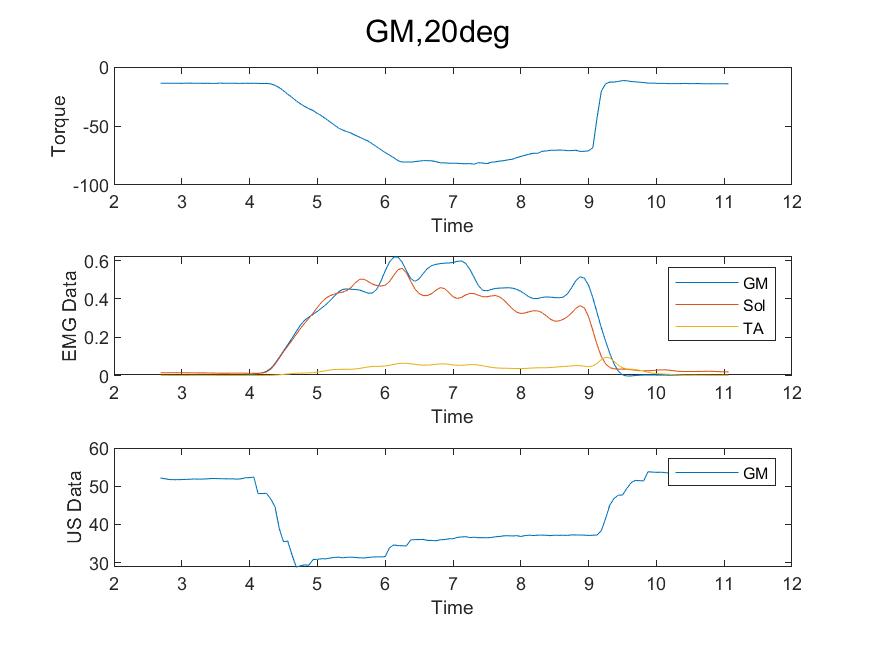 GM,20deg
0
-50
-100
Torque
2 3 4 5 6 7 8 9 10 11 12
Time
0.6
0.4
0.2
0
EMG Data
GM
Sol
TA
2 3 4 5 6 7 8 9 10 11 12
Time
60
50
40
30
US Data
GM
2 3 4 5 6 7 8 9 10 11 12
Time